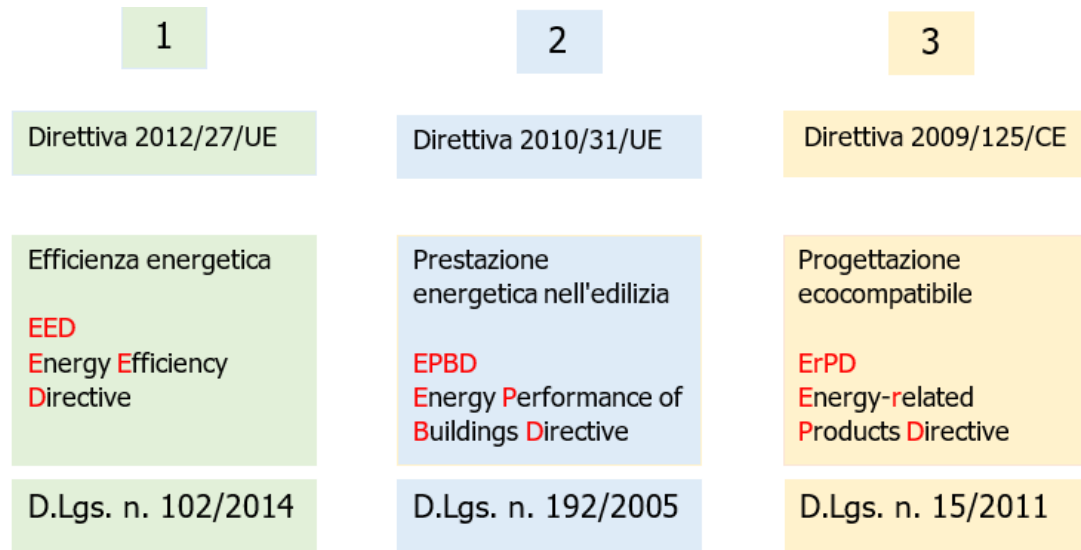 1
2
3
Direttiva 2012/27/UE
Direttiva 2010/31/UE
Direttiva 2009/125/CE
Efficienza energetica
EED
Energy Efficiency
Directive
Prestazione
energetica nell'edilizia
EPBD
Energy Performance of
Buildings Directive
Progettazione
ecocompatibile
ErPD
Energy-related
Products Directive
D.Lgs. n. 102/2014
D.Lgs. n. 192/2005
D.Lgs. n. 15/2011